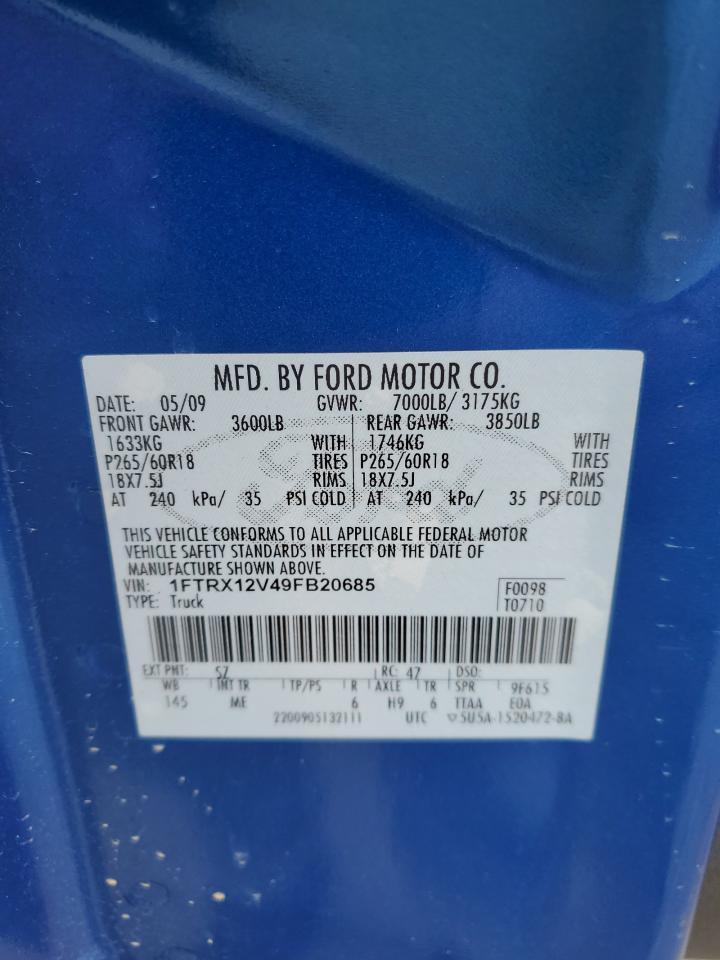 MFD. BY FORD MOTOR CO.
DATE: 05/09 GVWR: 7000LB/ 3175KG
FRONT GAWR: 3600LB REAR GAWR: 3850LB
1633KG WITH 1746KG WITH
P265/60R18 TIRES P265/60R18 TIRES
18X7.5J RIMS 18X7.5J RIMS
AT 240 kPa/ 35 PSI COLD AT 240 kPa/ 35 PSI COLD
THIS VEHICLE CONFORMS TO ALL APPLICABLE FEDERAL MOTOR
VEHICLE SAFETY STANDARDS IN EFFECT ON THE DATE OF
MANUFACTURE SHOWN ABOVE.
VIN: 1FTRX12V49FB20685 F0098
TYPE: Truck T0710
EXT PNT: SZ RC: 47 DSO:
WB INT TR TP/PS R AXLE TR SPR 9F615
145 ME 6 H9 6 TTAA EOA
2200905132111 UTC 5U5A-1520472-BA